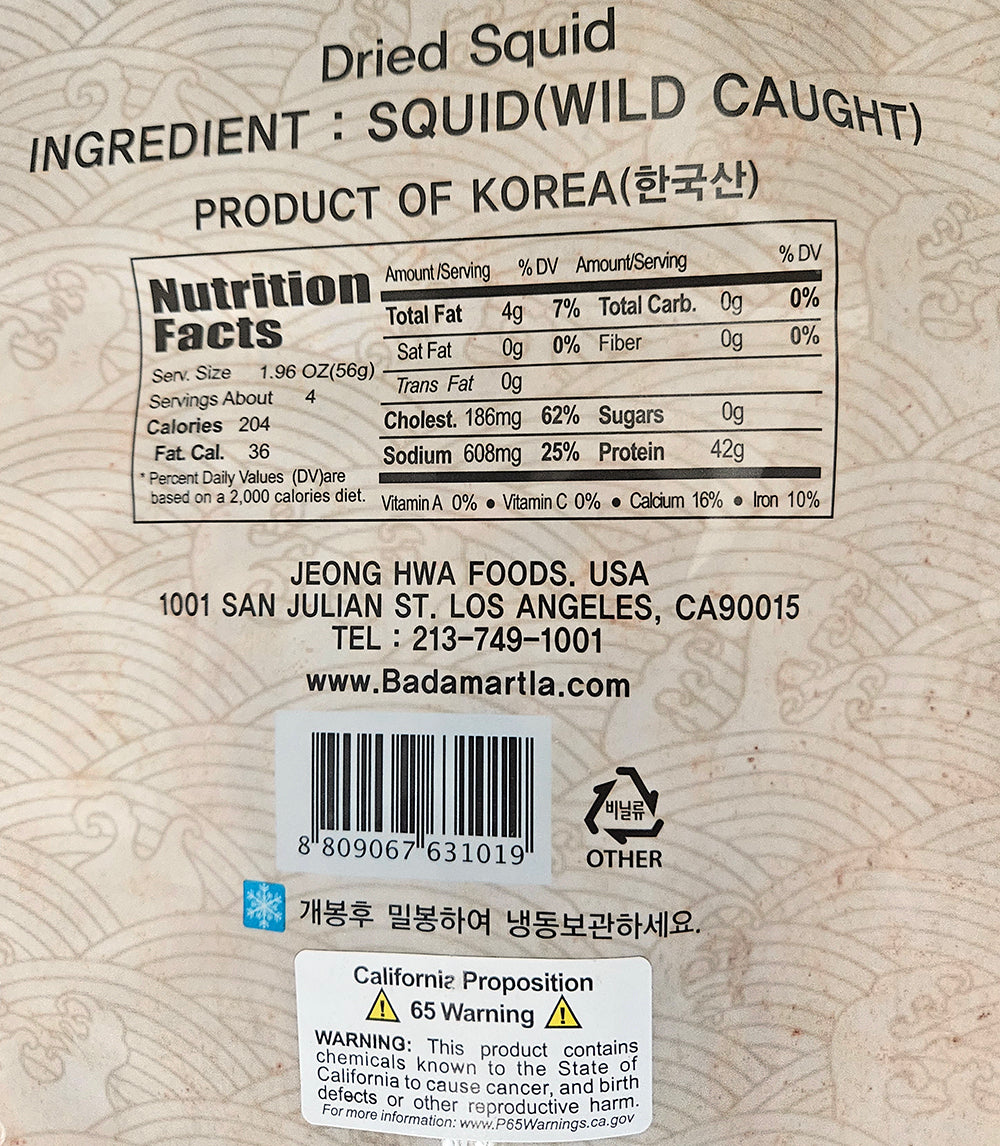 Dried Squid
INGREDIENT : SQUID(WILD CAUGHT)
PRODUCT OF KOREA(한국산)
Nutrition
Facts
Serv. Size 1.96 OZ(56g)
Servings About 4
Calories 204
Fat. Cal. 36
* Percent Daily Values (DV)are
based on a 2,000 calories diet.
Amount/Serving % DV Amount/Serving % DV
Total Fat 4g 7% Total Carb. 0g 0%
Sat Fat 0g 0% Fiber 0g 0%
Trans Fat 0g
Cholest. 186mg 62% Sugars 0g
Sodium 608mg 25% Protein 42g
Vitamin A 0% ● Vitamin C 0% ● Calcium 16% ● Iron 10%
JEONG HWA FOODS. USA
1001 SAN JULIAN ST. LOS ANGELES, CA90015
TEL : 213-749-1001
www.Badamartla.com
8 809067 631019
비닐류
OTHER
개봉후 밀봉하여 냉동보관하세요.
California Proposition
65 Warning
WARNING: This product contains
chemicals known to the State of
California to cause cancer, and birth
defects or other reproductive harm.
For more information: www.P65Warnings.ca.gov